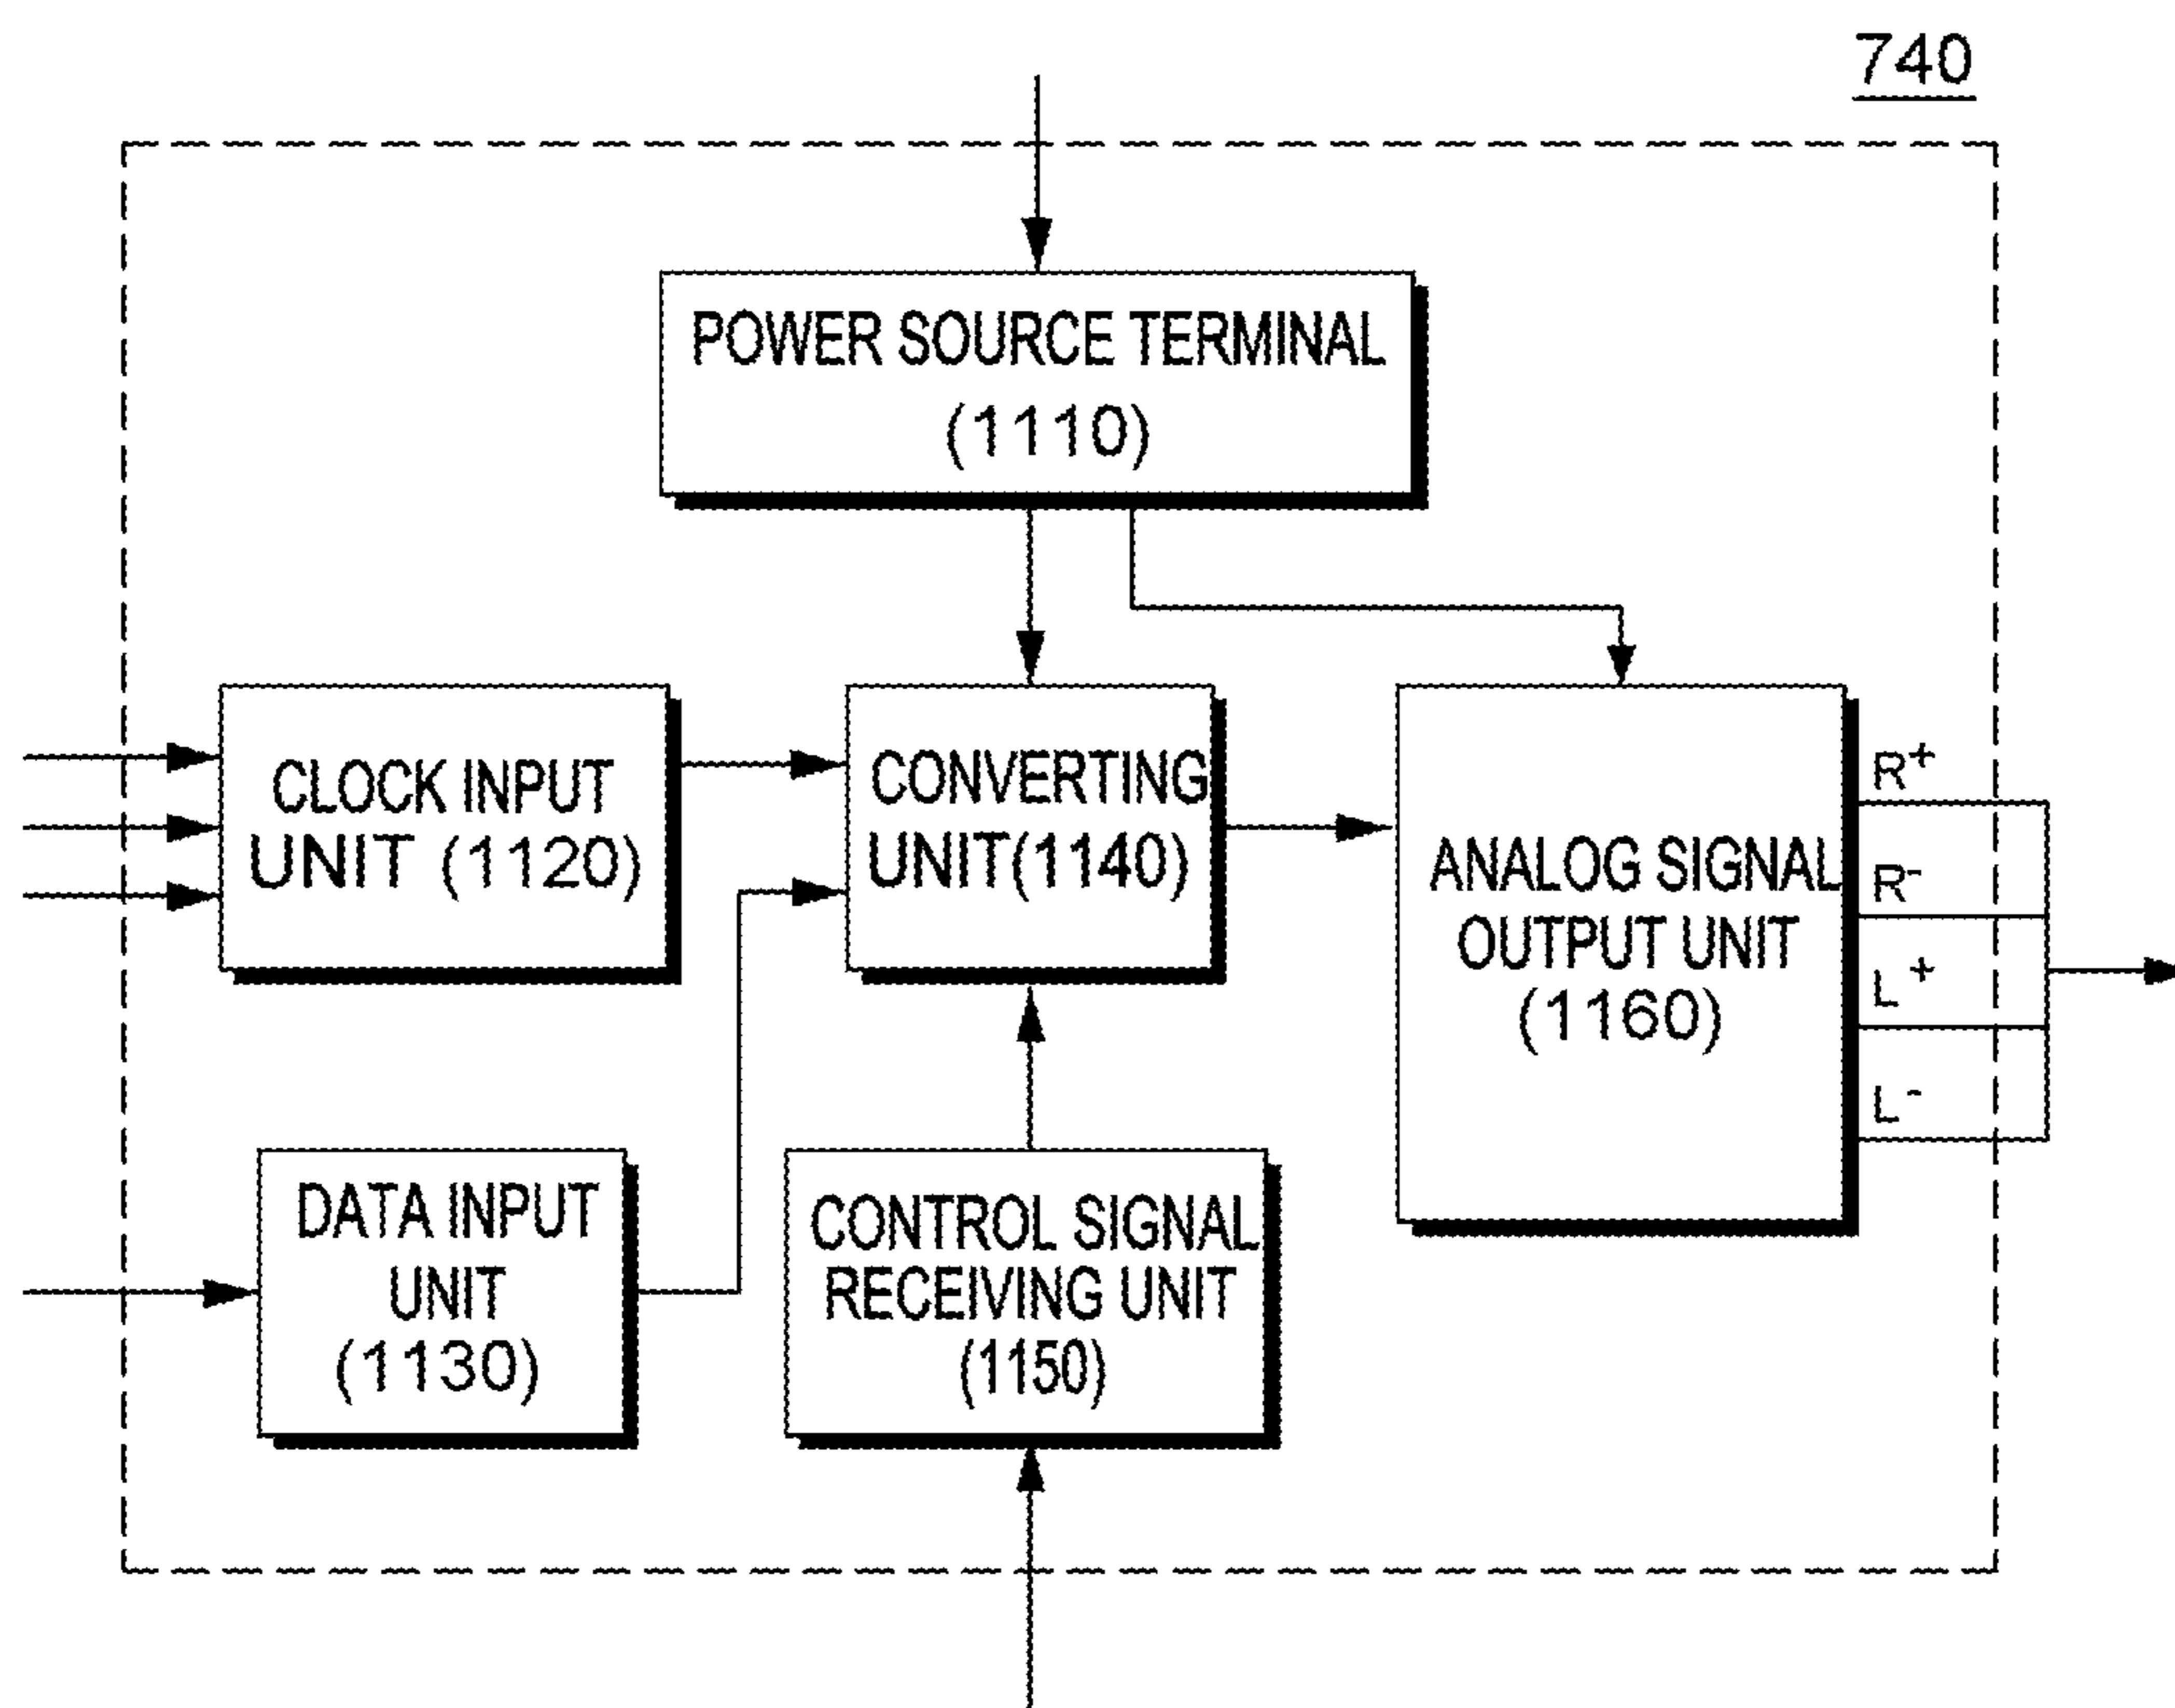 740
POWER SOURCE TERMINAL
(1110)
CLOCK INPUT
UNIT (1120)
CONVERTING
UNIT(1140)
ANALOG SIGNAL
OUTPUT UNIT
(1160)
R+
R-
L+
L-
DATA INPUT
UNIT
(1130)
CONTROL SIGNAL
RECEIVING UNIT
(1150)